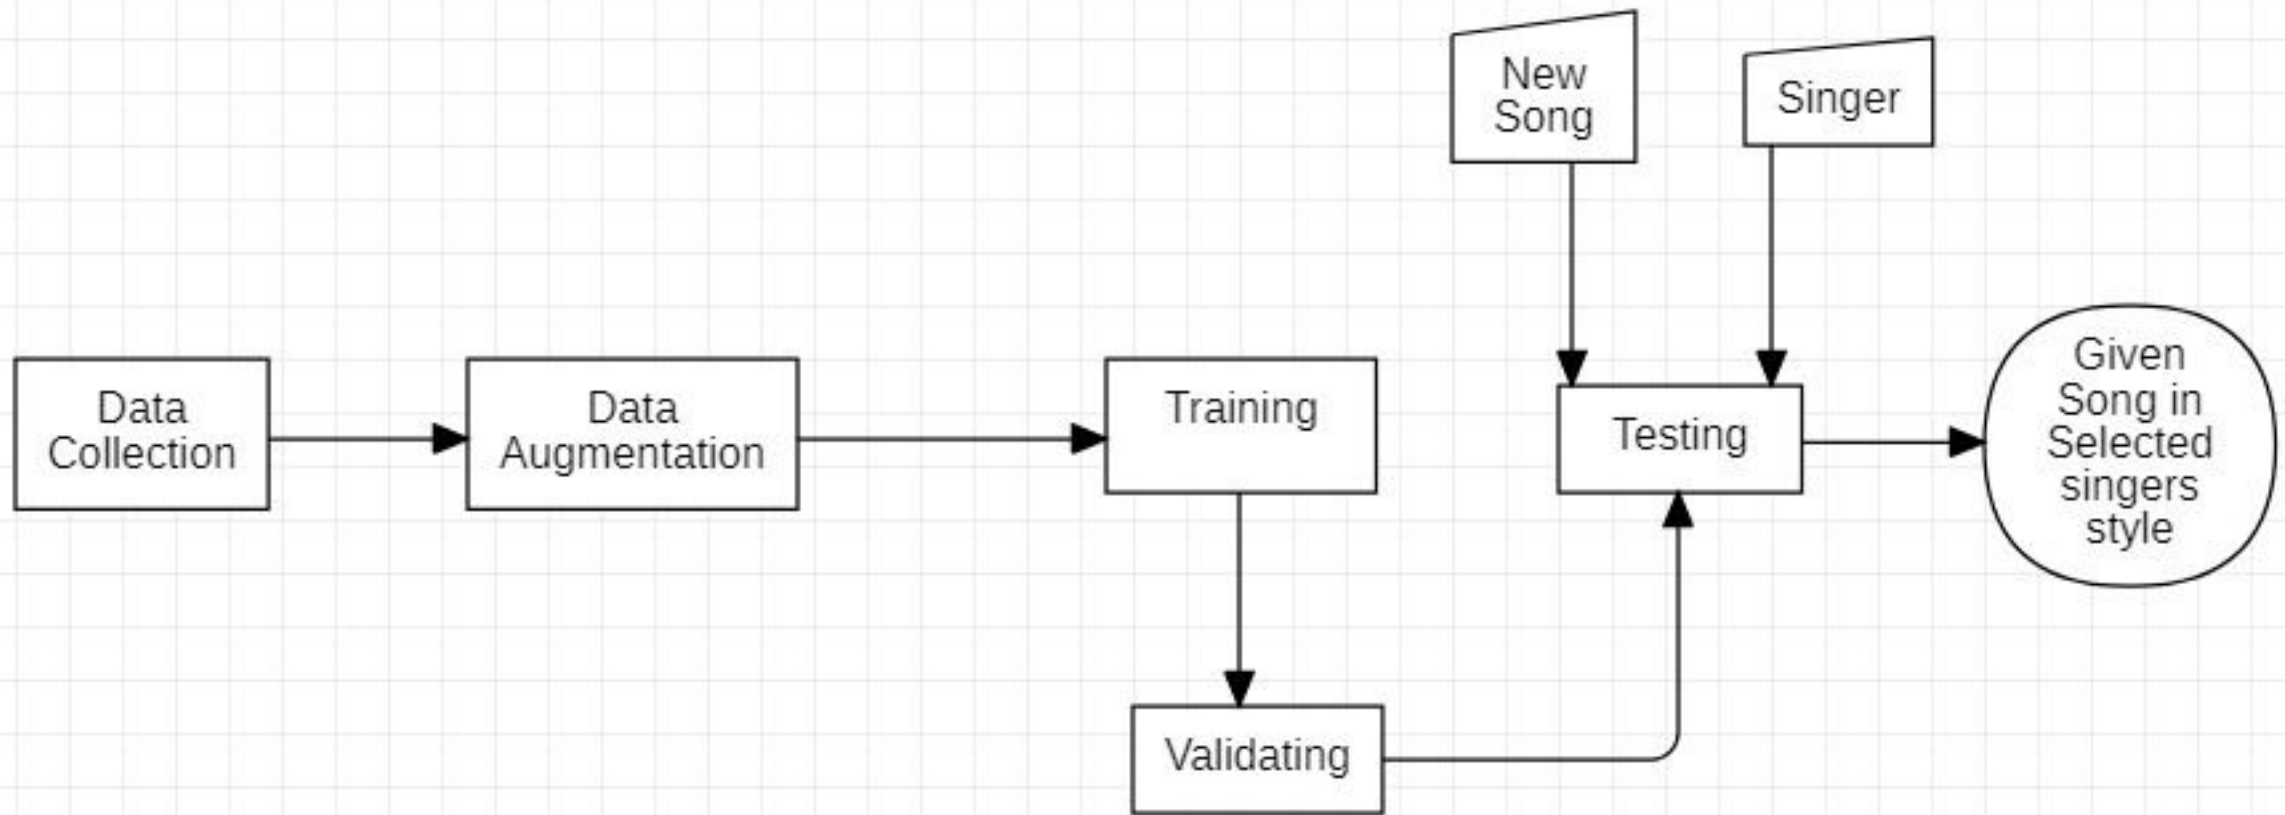 New
Song
Singer
Data
Collection
Data
Augmentation
Training
Testing
Given
Song in
Selected
singers
style
Validating